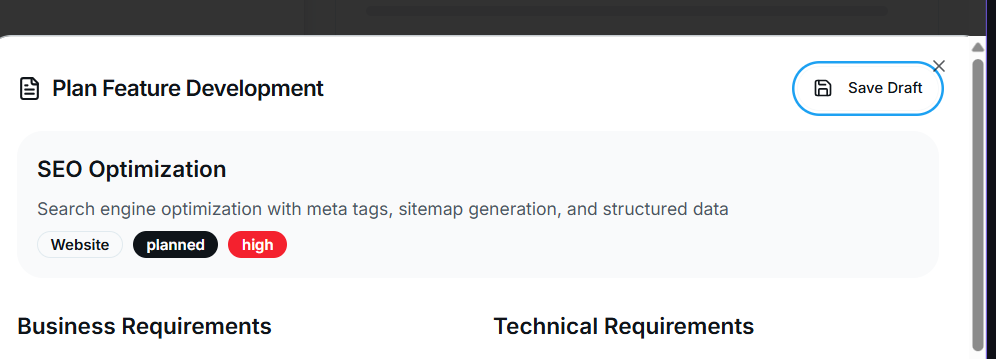 Plan Feature Development
Save Draft
SEO Optimization
Search engine optimization with meta tags, sitemap generation, and structured data
Website planned high
Business Requirements
Technical Requirements